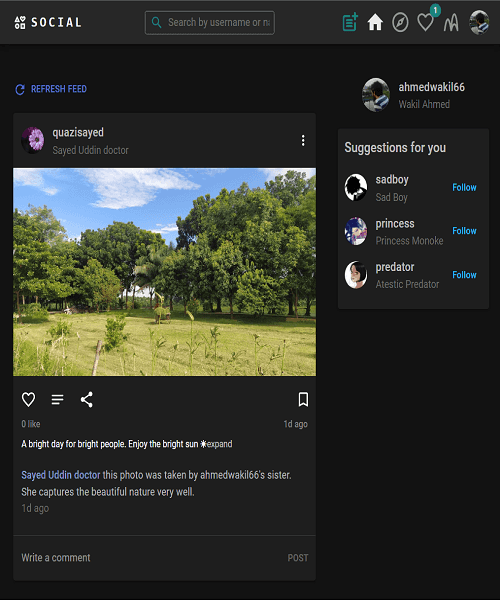 SOCIAL
Search by username or n
1
REFRESH FEED
quazisayed
Sayed Uddin doctor
0 like
1d ago
A bright day for bright people. Enjoy the bright sun ☀expand
Sayed Uddin doctor this photo was taken by ahmedwakil66's sister.
She captures the beautiful nature very well.
1d ago
Write a comment
POST
ahmedwakil66
Wakil Ahmed
Suggestions for you
sadboy
Sad Boy
Follow
princess
Princess Monoke
Follow
predator
Atestic Predator
Follow